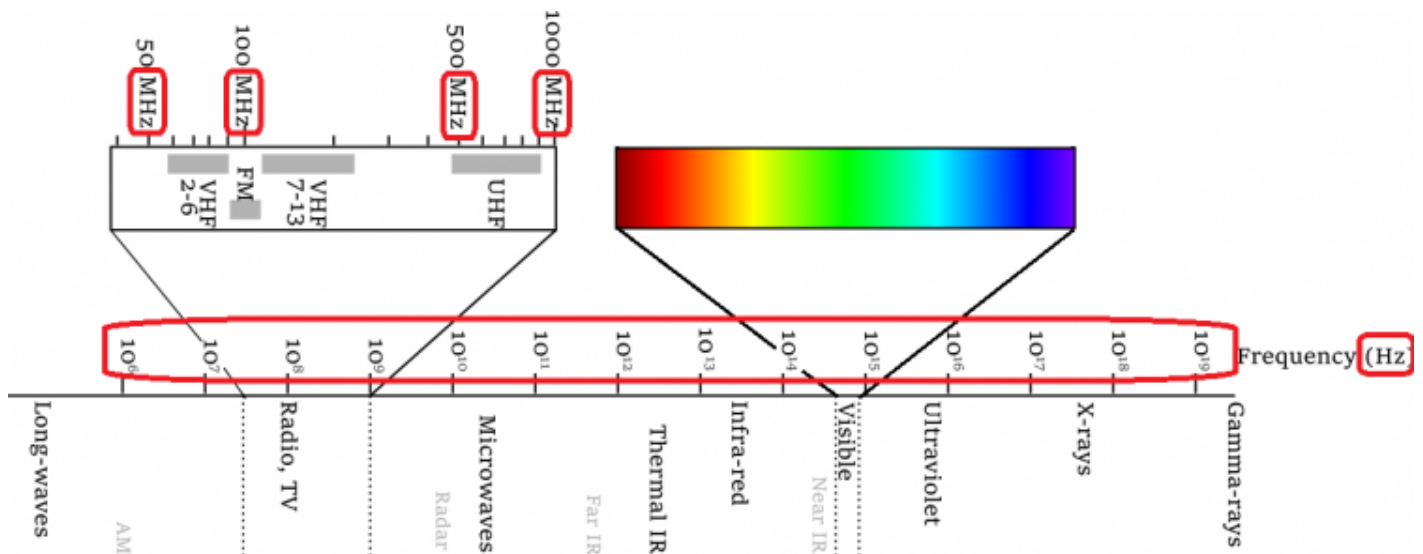 50 MHz
100 MHz
500 MHz
1000 MHz
VHF
2-6
FM
VHF
7-13
UHF
10⁶
10⁷
10⁸
10⁹
10¹⁰
10¹¹
10¹²
10¹³
10¹⁴
10¹⁵
10¹⁶
10¹⁷
10¹⁸
10¹⁹
Frequency (Hz)
Long-waves
Radio, TV
Microwaves
Thermal IR
Infra-red
Visible
Ultraviolet
X-rays
Gamma-rays
AM
Radar
Far IR
Near IR